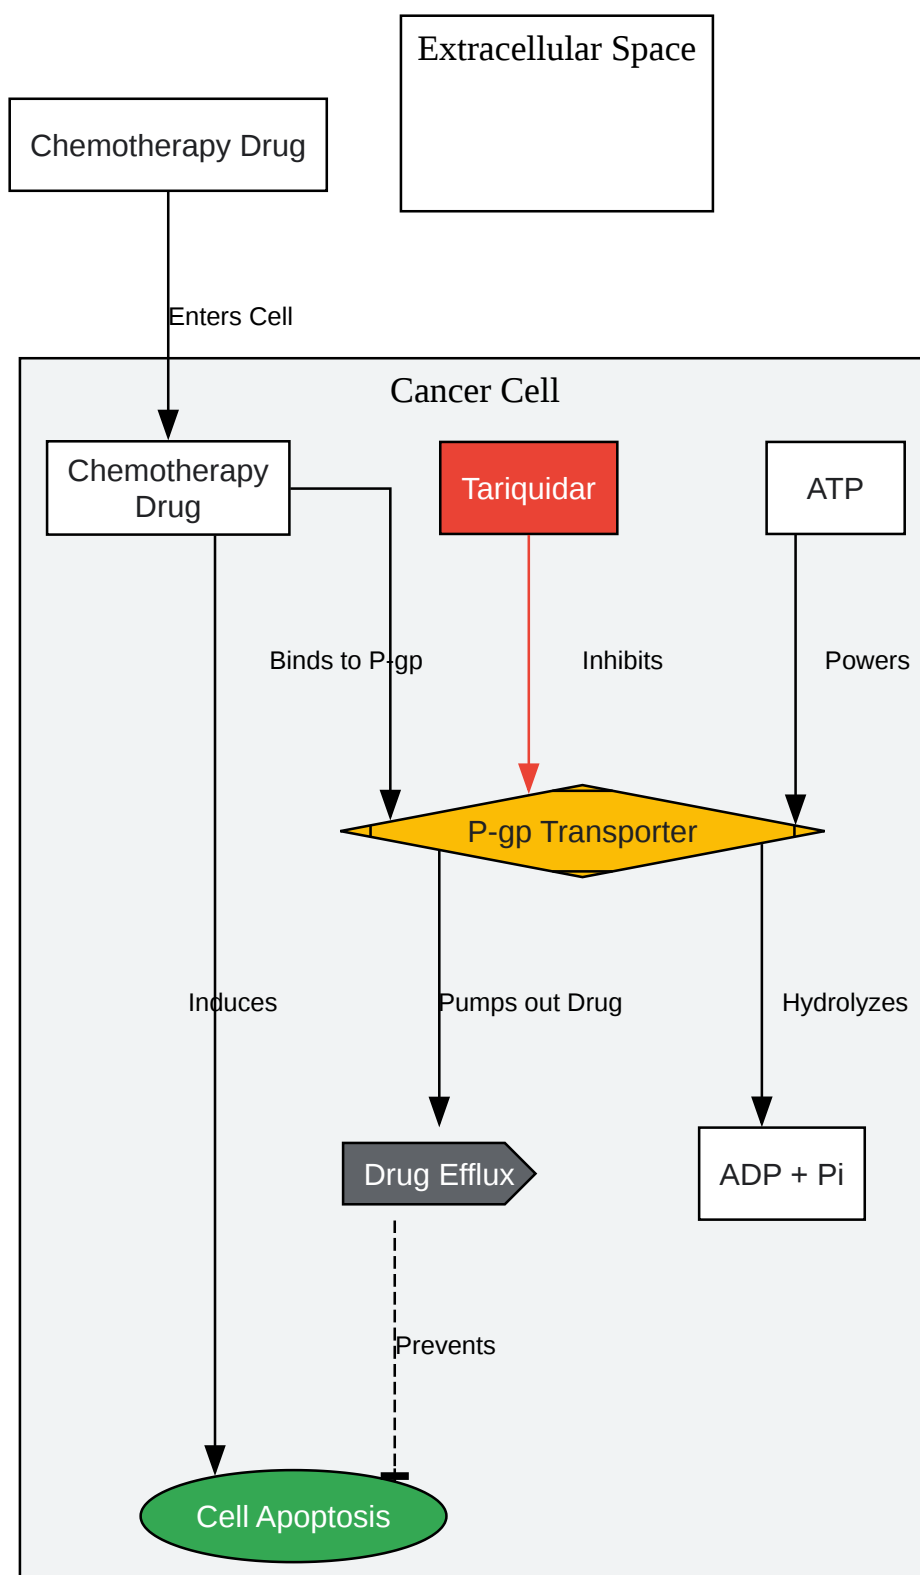 Extracellular Space
Chemotherapy Drug
Enters Cell
Cancer Cell
Chemotherapy
Drug
Tariquidar
ATP
Binds to P-gp
Inhibits
Powers
P-gp Transporter
Induces
Pumps out Drug
Hydrolyzes
Drug Efflux
ADP + Pi
Prevents
Cell Apoptosis